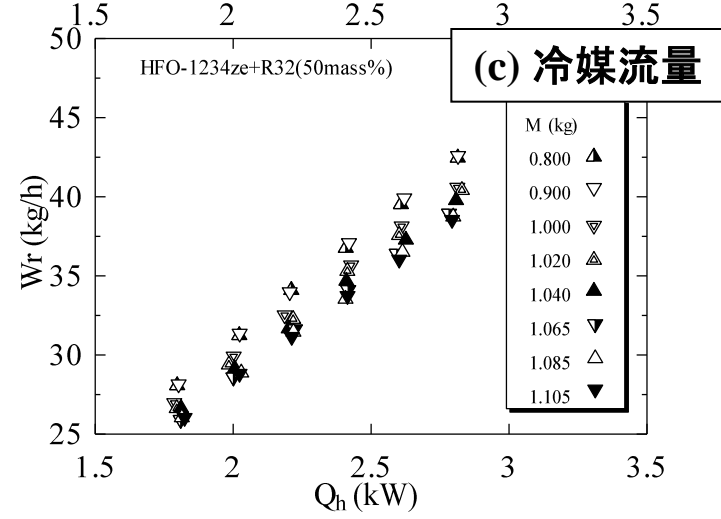 1.5 2 2.5 3 3.5
(c) 冷媒流量
HFO-1234ze+R32(50mass%)
M (kg)
0.800
0.900
1.000
1.020
1.040
1.065
1.085
1.105
50
45
40
35
30
25
Wr (kg/h)
1.5 2 2.5 3 3.5
Qh (kW)